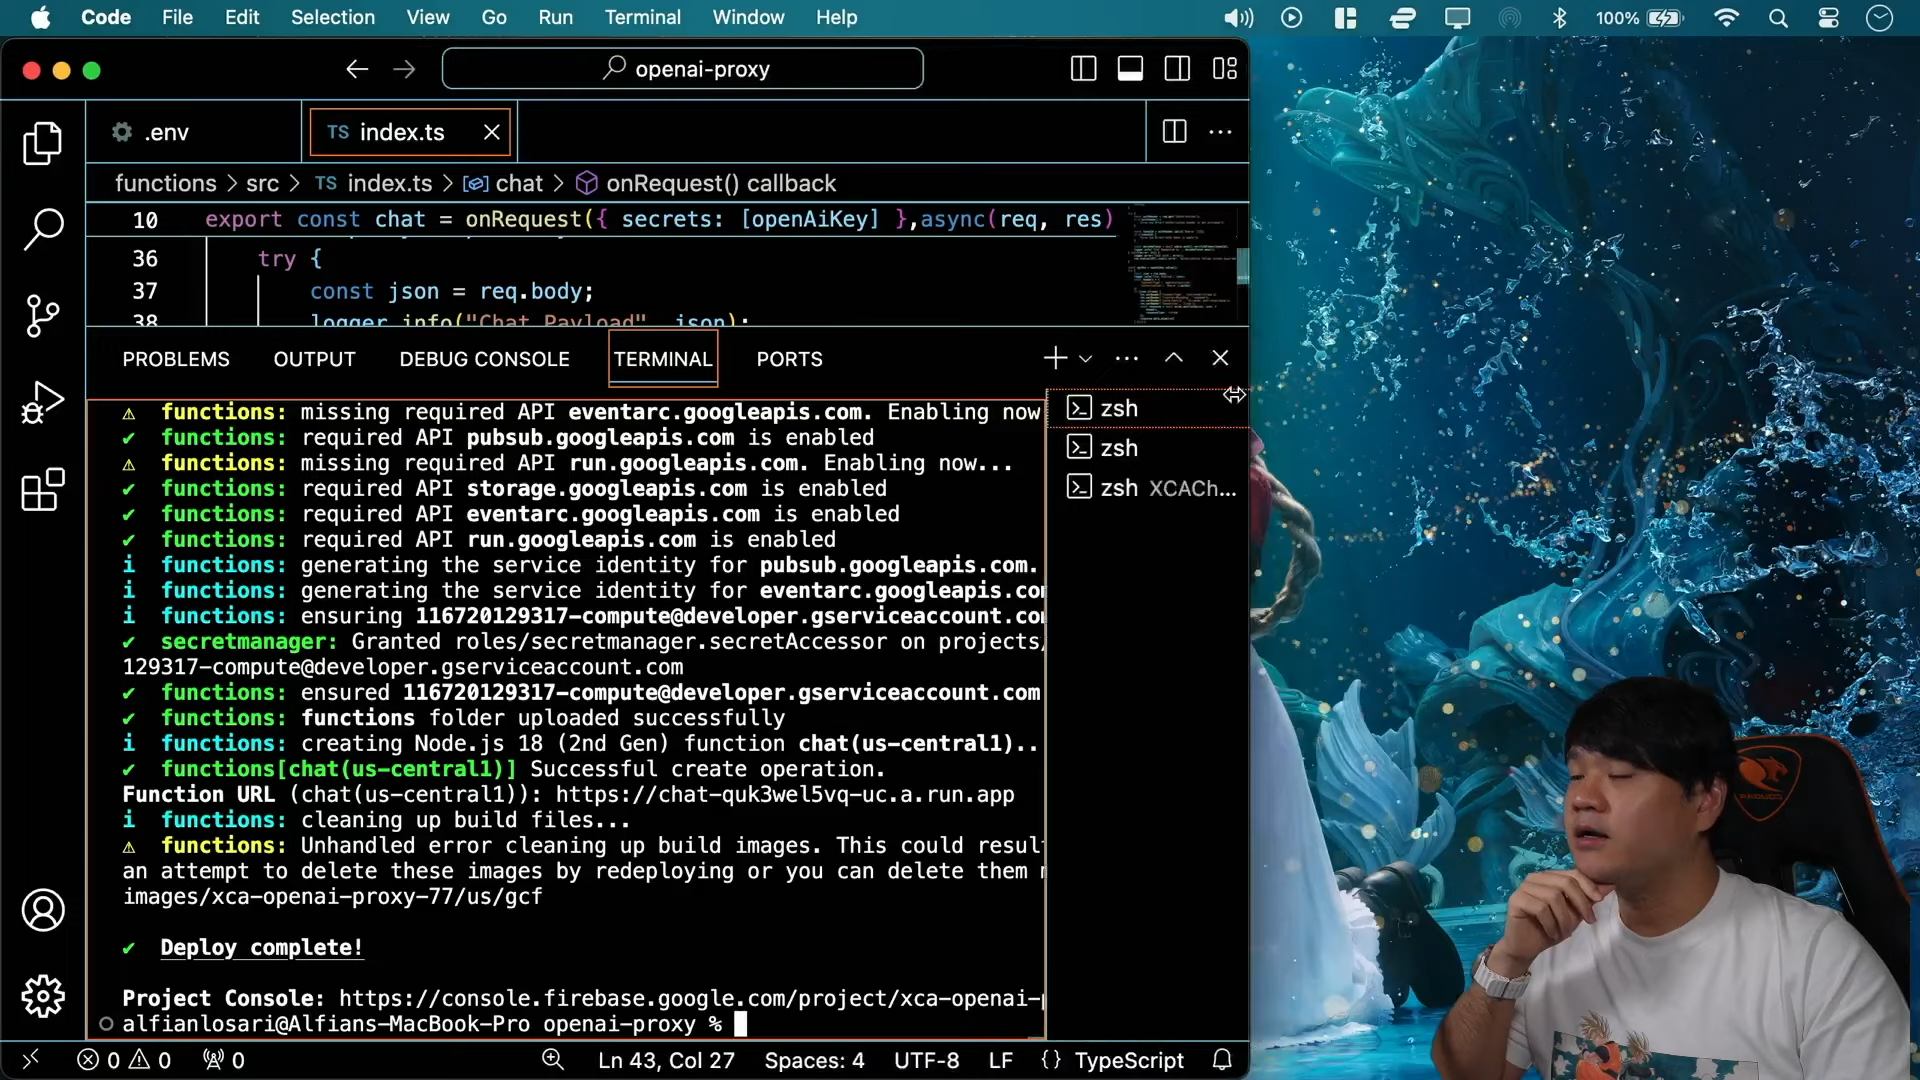 Code File Edit Selection View Go Run Terminal Window Help 100%
openai-proxy
.env TS index.ts
functions > src > TS index.ts > chat > onRequest() callback
10 export const chat = onRequest({ secrets: [openAiKey] },async(req, res)
36 try {
37 const json = req.body;
38 logger.info("Chat Payload", json);
PROBLEMS OUTPUT DEBUG CONSOLE TERMINAL PORTS
⚠ functions: missing required API eventarc.googleapis.com. Enabling now
✔ functions: required API pubsub.googleapis.com is enabled
⚠ functions: missing required API run.googleapis.com. Enabling now...
✔ functions: required API storage.googleapis.com is enabled
✔ functions: required API eventarc.googleapis.com is enabled
✔ functions: required API run.googleapis.com is enabled
i functions: generating the service identity for pubsub.googleapis.com.
i functions: generating the service identity for eventarc.googleapis.co
i functions: ensuring 116720129317-compute@developer.gserviceaccount.co
✔ secretmanager: Granted roles/secretmanager.secretAccessor on projects/
129317-compute@developer.gserviceaccount.com
✔ functions: ensured 116720129317-compute@developer.gserviceaccount.com
✔ functions: functions folder uploaded successfully
i functions: creating Node.js 18 (2nd Gen) function chat(us-central1)..
✔ functions[chat(us-central1)] Successful create operation.
Function URL (chat(us-central1)): https://chat-quk3wel5vq-uc.a.run.app
i functions: cleaning up build files...
⚠ functions: Unhandled error cleaning up build images. This could resul
an attempt to delete these images by redeploying or you can delete them
images/xca-openai-proxy-77/us/gcf
✔ Deploy complete!
Project Console: https://console.firebase.google.com/project/xca-openai-
alfianlosari@Alfians-MacBook-Pro openai-proxy %
zsh
zsh
zsh XCACh...
0 0 0 Ln 43, Col 27 Spaces: 4 UTF-8 LF {} TypeScript